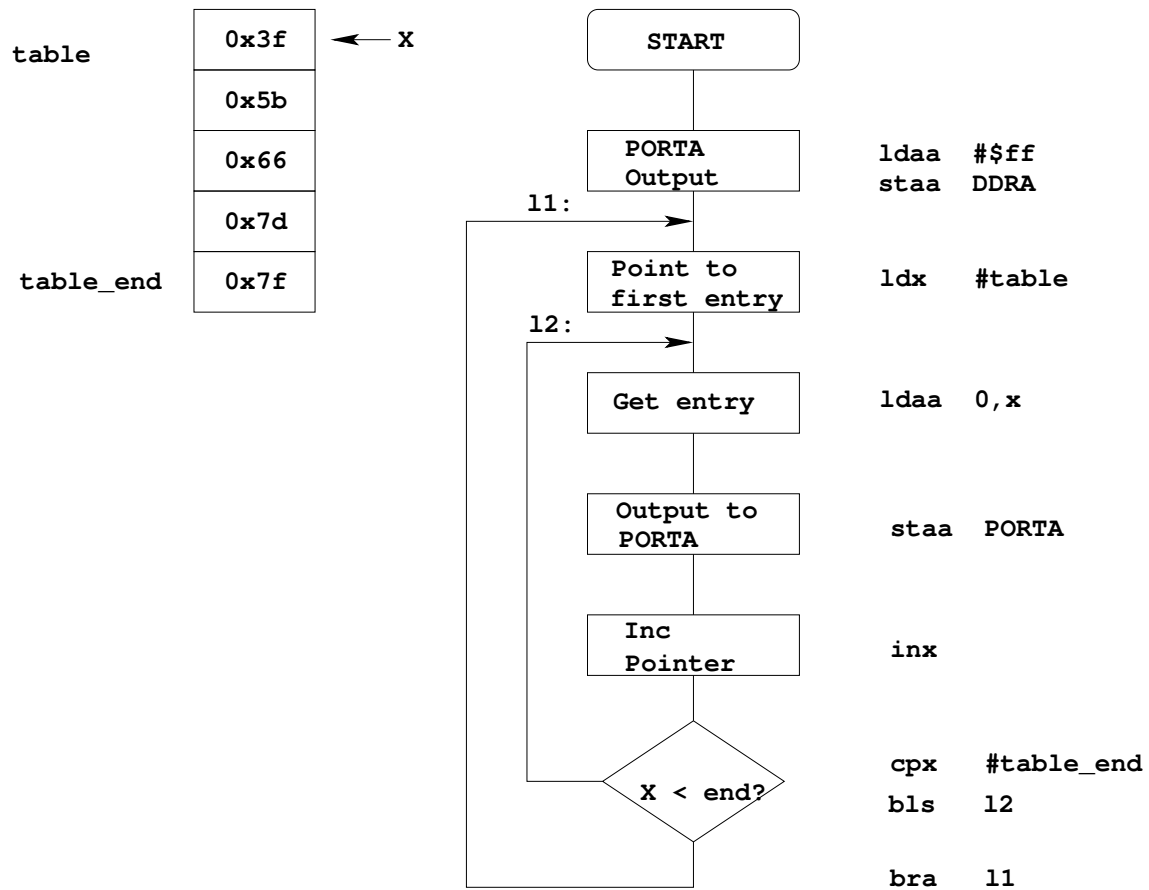 table
0x3f
X
0x5b
0x66
0x7d
table_end
0x7f
START
PORTA
Output
ldaa #$ff
staa DDRA
l1:
Point to
first entry
ldx #table
l2:
Get entry
ldaa 0,x
Output to
PORTA
staa PORTA
Inc
Pointer
inx
X < end?
cpx #table_end
bls l2
bra l1